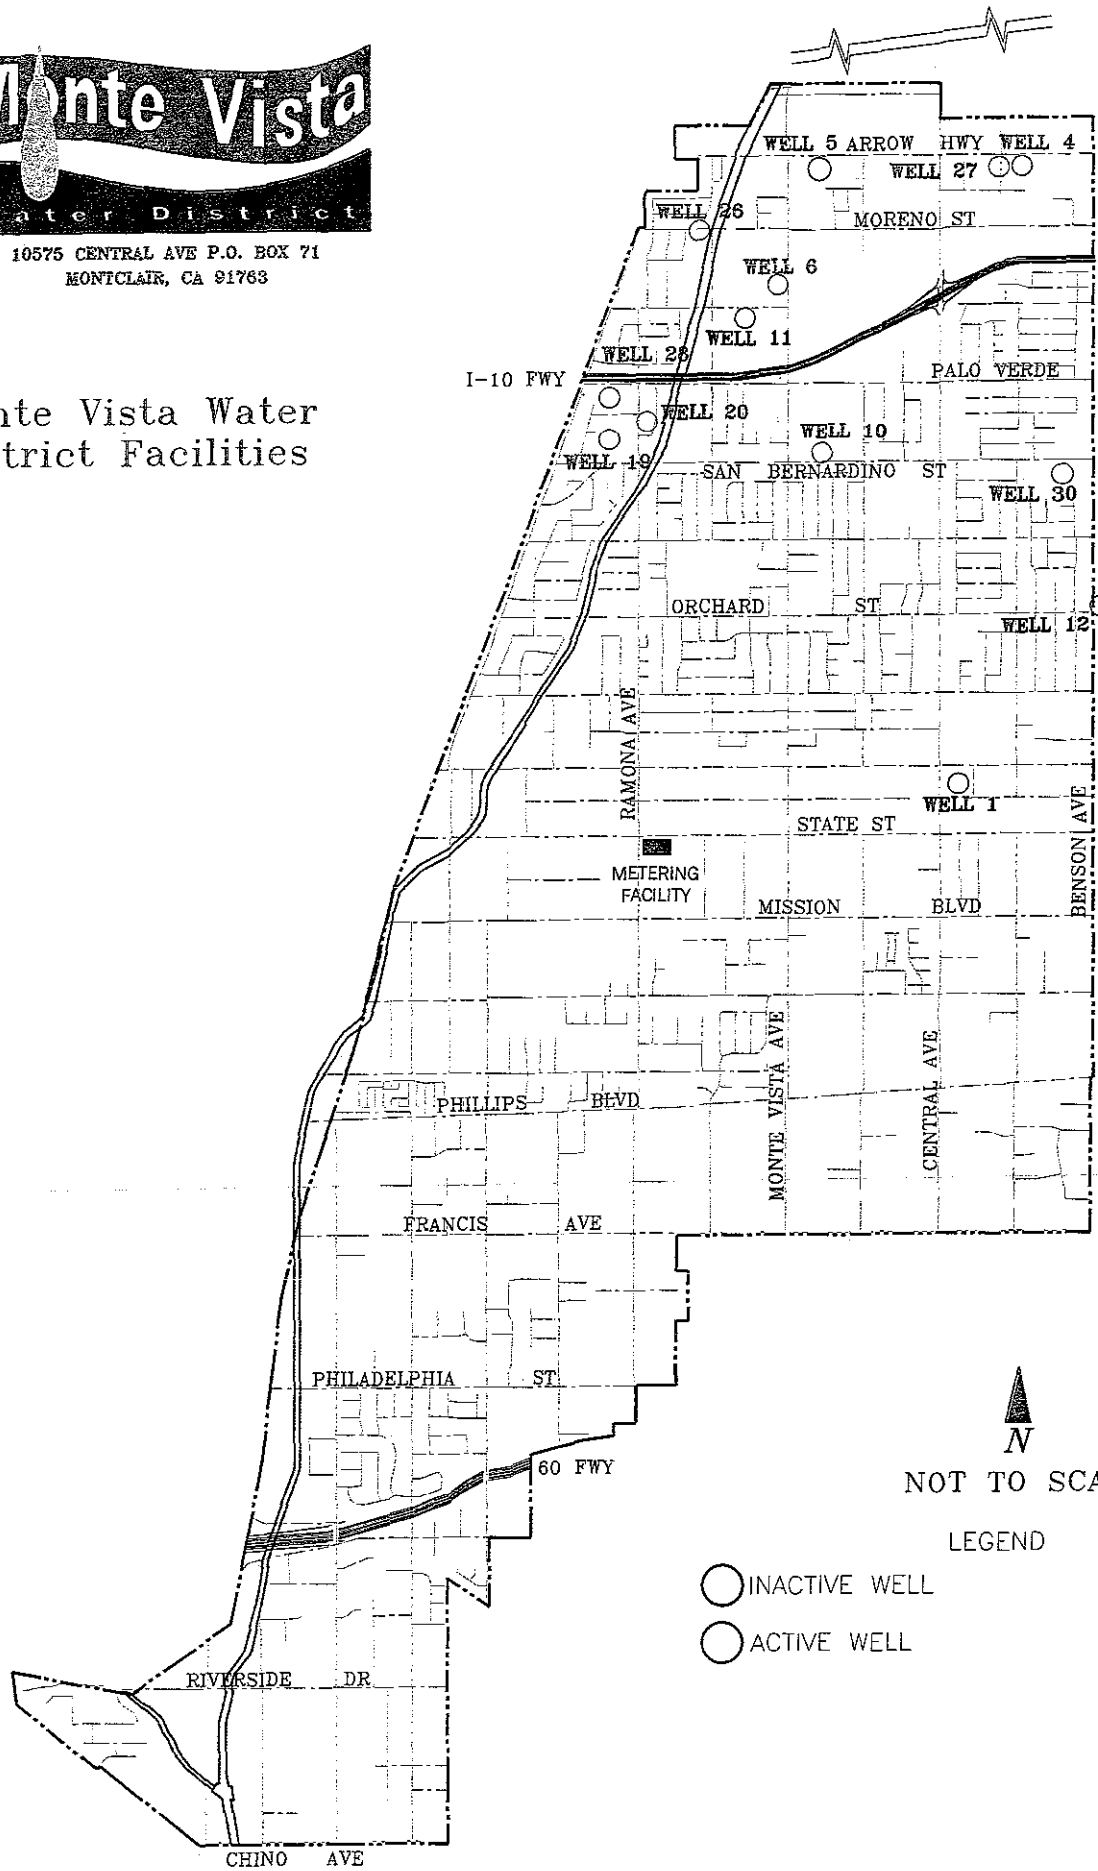 Monte Vista
ater District
10575 CENTRAL AVE P.O. BOX 71
MONTCLAIR, CA 91763
nte Vista Water
trict Facilities
WELL 5
ARROW HWY
WELL 4
WELL 27
WELL 26
MORENO ST
WELL 6
WELL 11
WELL 28
I-10 FWY
PALO VERDE
WELL 20
WELL 10
WELL 19
SAN BERNARDINO ST
WELL 30
ORCHARD ST
WELL 12
RAMONA AVE
WELL 1
STATE ST
BENSON AVE
METERING
FACILITY
MISSION BLVD
MONTE VISTA AVE
CENTRAL AVE
PHILLIPS BLVD
FRANCIS AVE
PHILADELPHIA ST
60 FWY
N
NOT TO SCA
LEGEND
INACTIVE WELL
ACTIVE WELL
RIVERSIDE DR
CHINO AVE